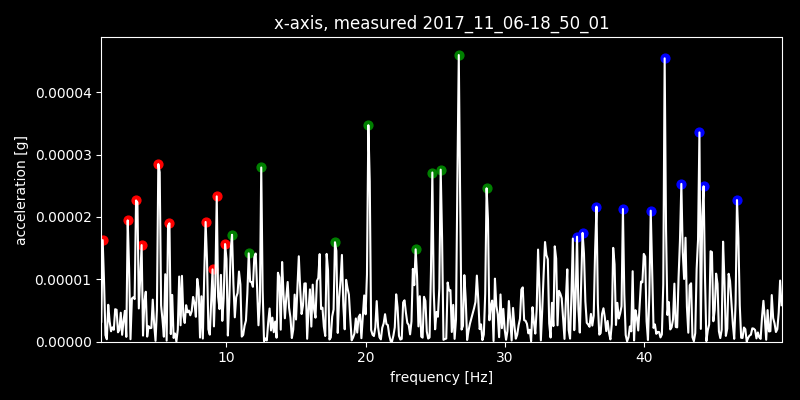 x-axis, measured 2017_11_06-18_50_01
acceleration [g]
0.00004
0.00003
0.00002
0.00001
0.00000
10 20 30 40
frequency [Hz]